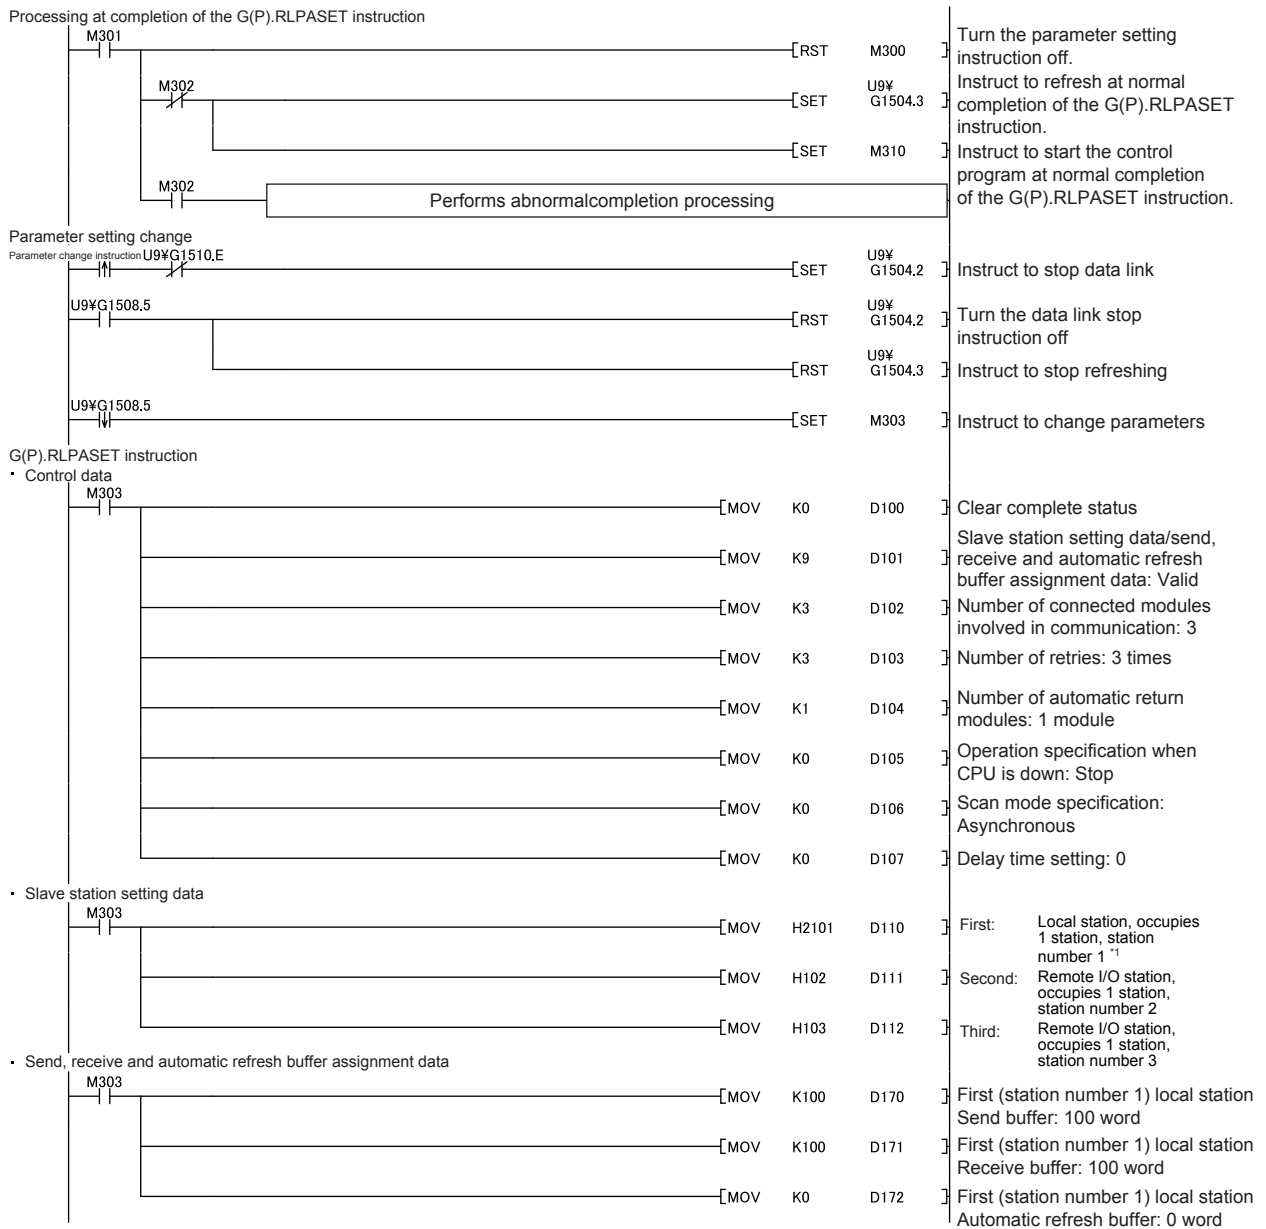 Processing at completion of the G(P).RLPASET instruction
M301
[RST M300 ]
Turn the parameter setting
instruction off.
M302
[SET U9¥
G1504.3 ]
Instruct to refresh at normal
completion of the G(P).RLPASET
instruction.
[SET M310 ]
Instruct to start the control
program at normal completion
of the G(P).RLPASET instruction.
M302
Performs abnormalcompletion processing
Parameter setting change
Parameter change instruction U9¥G1510.E
[SET U9¥
G1504.2 ]
Instruct to stop data link
U9¥G1508.5
[RST U9¥
G1504.2 ]
Turn the data link stop
instruction off
[RST U9¥
G1504.3 ]
Instruct to stop refreshing
U9¥G1508.5
[SET M303 ]
Instruct to change parameters
G(P).RLPASET instruction
· Control data
M303
[MOV K0 D100 ]
Clear complete status
[MOV K9 D101 ]
Slave station setting data/send,
receive and automatic refresh
buffer assignment data: Valid
[MOV K3 D102 ]
Number of connected modules
involved in communication: 3
[MOV K3 D103 ]
Number of retries: 3 times
[MOV K1 D104 ]
Number of automatic return
modules: 1 module
[MOV K0 D105 ]
Operation specification when
CPU is down: Stop
[MOV K0 D106 ]
Scan mode specification:
Asynchronous
[MOV K0 D107 ]
Delay time setting: 0
· Slave station setting data
M303
[MOV H2101 D110 ]
First: Local station, occupies
1 station, station
number 1 *1
[MOV H102 D111 ]
Second: Remote I/O station,
occupies 1 station,
station number 2
[MOV H103 D112 ]
Third: Remote I/O station,
occupies 1 station,
station number 3
· Send, receive and automatic refresh buffer assignment data
M303
[MOV K100 D170 ]
First (station number 1) local station
Send buffer: 100 word
[MOV K100 D171 ]
First (station number 1) local station
Receive buffer: 100 word
[MOV K0 D172 ]
First (station number 1) local station
Automatic refresh buffer: 0 word